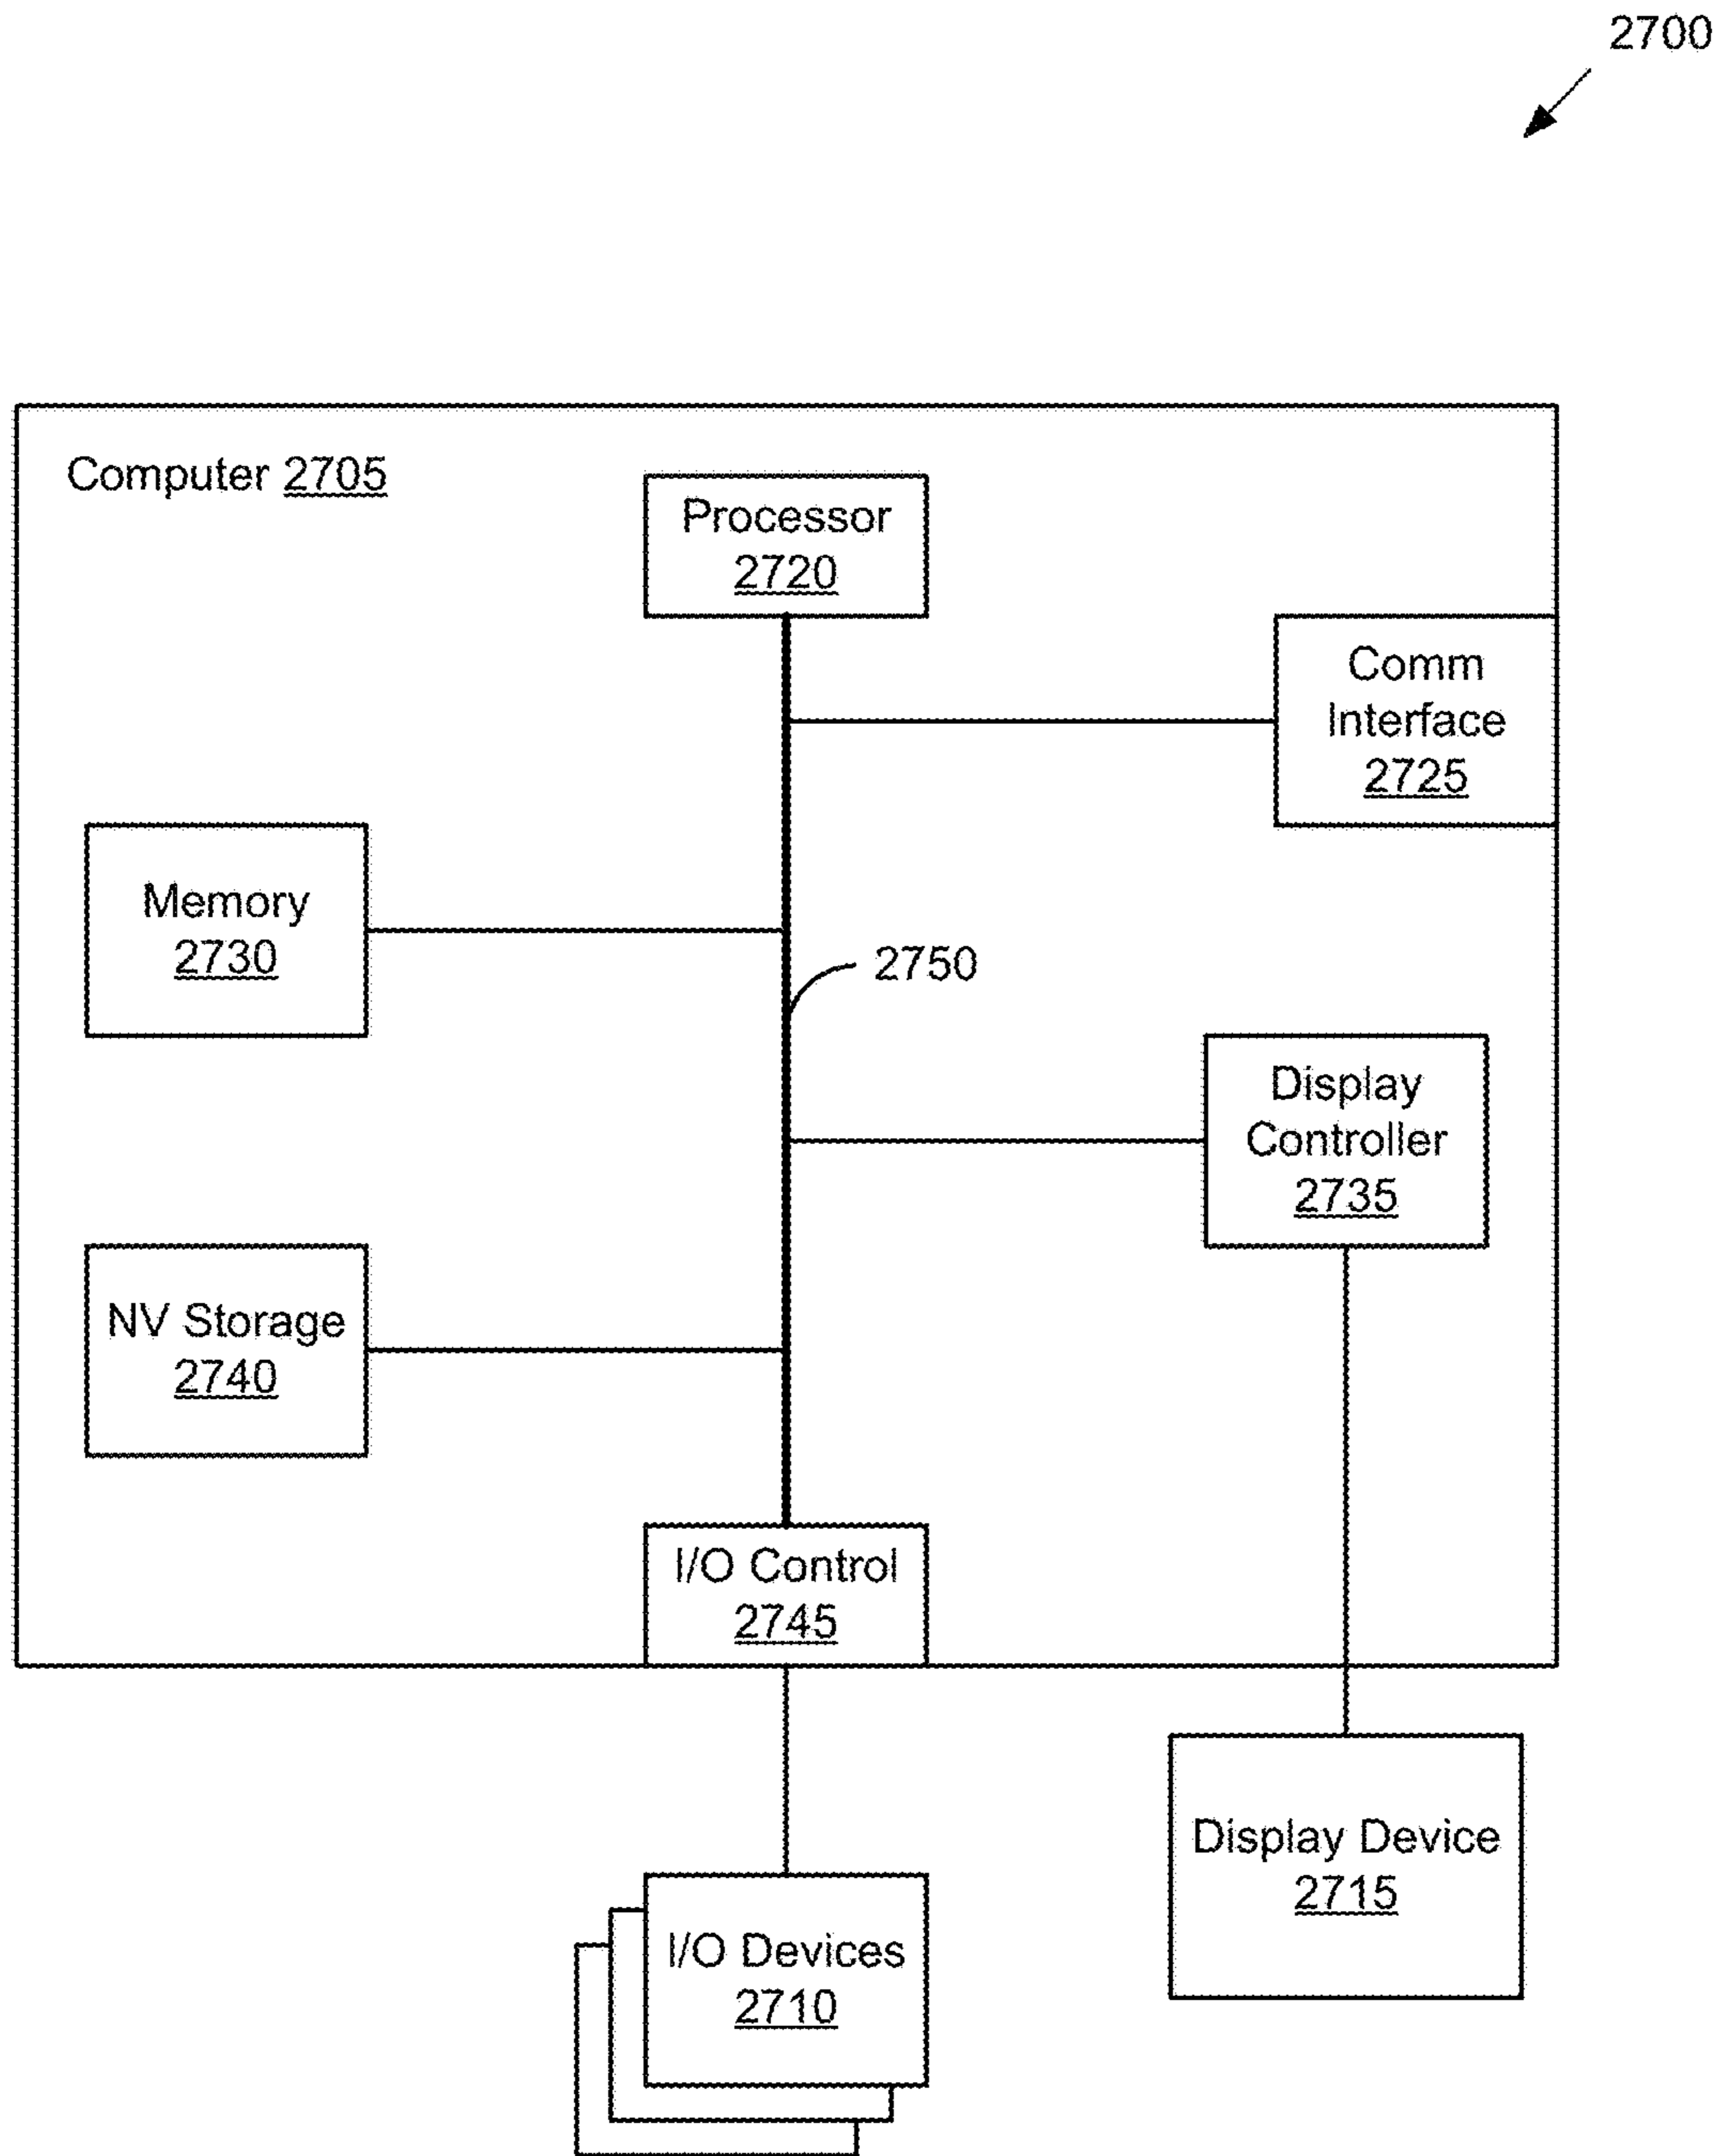 2700
Computer 2705
Processor
2720
Comm
Interface
2725
Memory
2730
2750
Display
Controller
2735
NV Storage
2740
I/O Control
2745
Display Device
2715
I/O Devices
2710